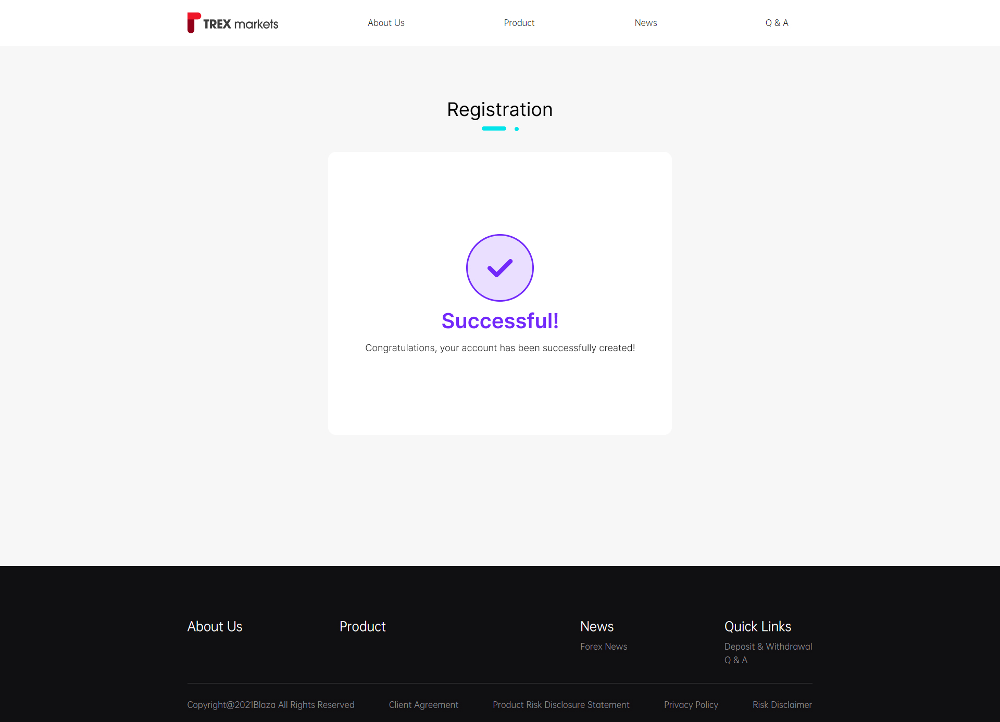 TREX markets
About Us
Product
News
Q & A
Registration
Successful!
Congratulations, your account has been successfully created!
About Us
Product
News
Forex News
Quick Links
Deposit & Withdrawal
Q & A
Copyright@2021Blaza All Rights Reserved
Client Agreement
Product Risk Disclosure Statement
Privacy Policy
Risk Disclaimer